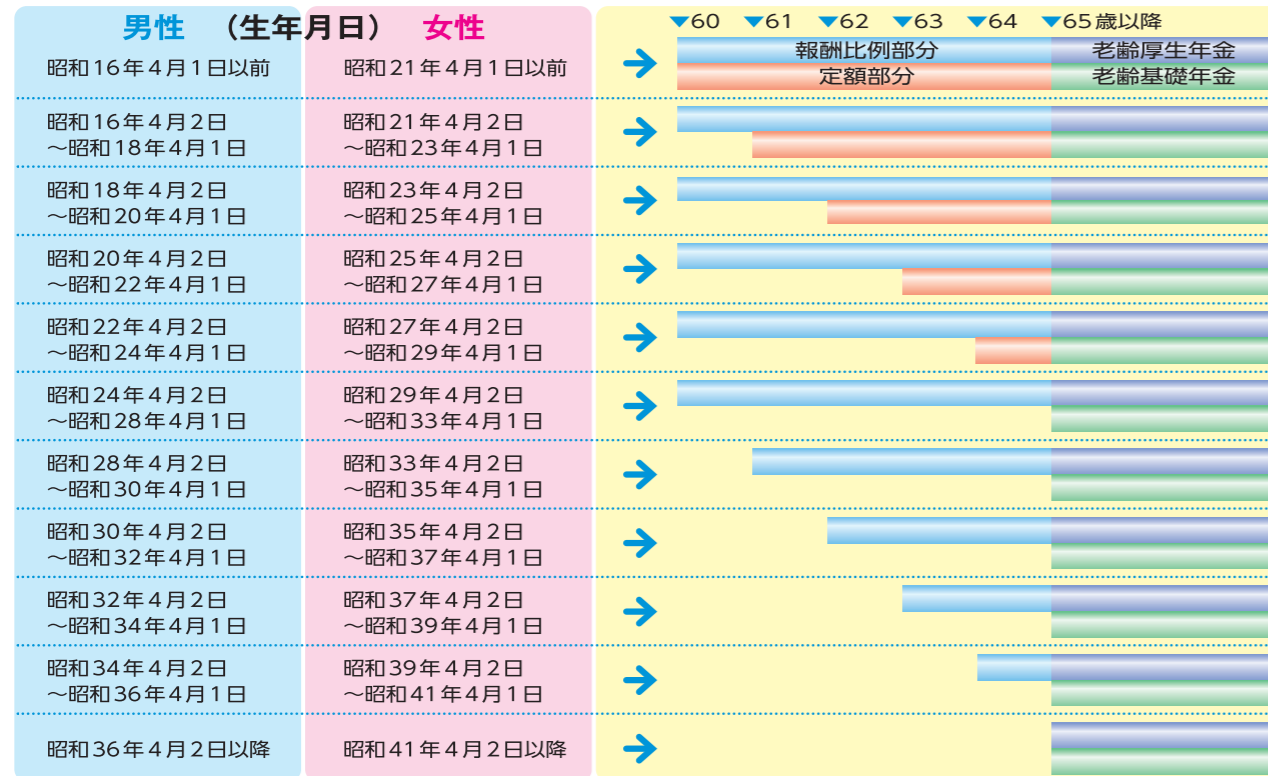 男性 （生年月日） 女性
▼60 ▼61 ▼62 ▼63 ▼64 ▼65歳以降
昭和16年4月1日以前
昭和21年4月1日以前
報酬比例部分
老齢厚生年金
定額部分
老齢基礎年金
昭和16年4月2日
～昭和18年4月1日
昭和21年4月2日
～昭和23年4月1日
昭和18年4月2日
～昭和20年4月1日
昭和23年4月2日
～昭和25年4月1日
昭和20年4月2日
～昭和22年4月1日
昭和25年4月2日
～昭和27年4月1日
昭和22年4月2日
～昭和24年4月1日
昭和27年4月2日
～昭和29年4月1日
昭和24年4月2日
～昭和28年4月1日
昭和29年4月2日
～昭和33年4月1日
昭和28年4月2日
～昭和30年4月1日
昭和33年4月2日
～昭和35年4月1日
昭和30年4月2日
～昭和32年4月1日
昭和35年4月2日
～昭和37年4月1日
昭和32年4月2日
～昭和34年4月1日
昭和37年4月2日
～昭和39年4月1日
昭和34年4月2日
～昭和36年4月1日
昭和39年4月2日
～昭和41年4月1日
昭和36年4月2日以降
昭和41年4月2日以降